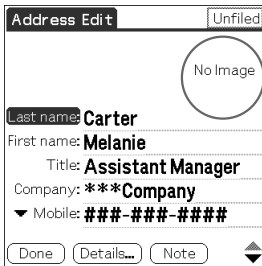 Address Edit Unfiled
No Image
Last name: Carter
First name: Melanie
Title: Assistant Manager
Company: ***Company
Mobile: ###-###-####
Done Details... Note